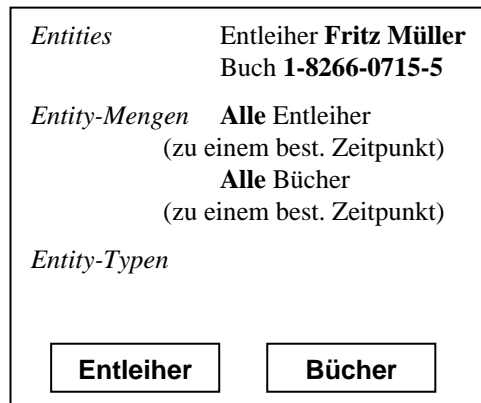 Entities Entleiher Fritz Müller
Buch 1-8266-0715-5
Entity-Mengen Alle Entleiher
(zu einem best. Zeitpunkt)
Alle Bücher
(zu einem best. Zeitpunkt)
Entity-Typen
Entleiher Bücher